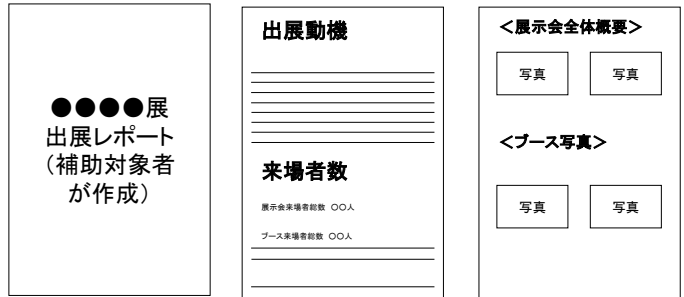 ●●●●展
出展レポート
（補助対象者
が作成）
出展動機
来場者数
展示会来場者総数 〇〇人
ブース来場者総数 〇〇人
＜展示会全体概要＞
写真 写真
＜ブース写真＞
写真 写真